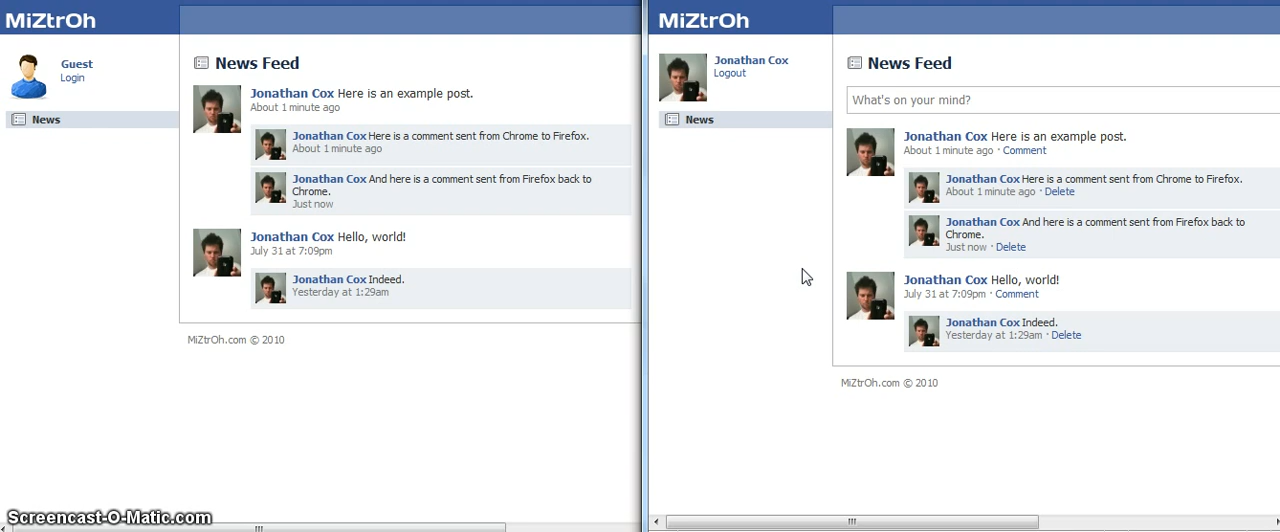 MiZtrOh
Guest
Login
News
News Feed
Jonathan Cox Here is an example post.
About 1 minute ago
Jonathan Cox Here is a comment sent from Chrome to Firefox.
About 1 minute ago
Jonathan Cox And here is a comment sent from Firefox back to
Chrome.
Just now
Jonathan Cox Hello, world!
July 31 at 7:09pm
Jonathan Cox Indeed.
Yesterday at 1:29am
MiZtrOh.com © 2010
Screencast-O-Matic.com
MiZtrOh
Jonathan Cox
Logout
News
News Feed
What's on your mind?
Jonathan Cox Here is an example post.
About 1 minute ago · Comment
Jonathan Cox Here is a comment sent from Chrome to Firefox.
About 1 minute ago · Delete
Jonathan Cox And here is a comment sent from Firefox back to
Chrome.
Just now · Delete
Jonathan Cox Hello, world!
July 31 at 7:09pm · Comment
Jonathan Cox Indeed.
Yesterday at 1:29am · Delete
MiZtrOh.com © 2010